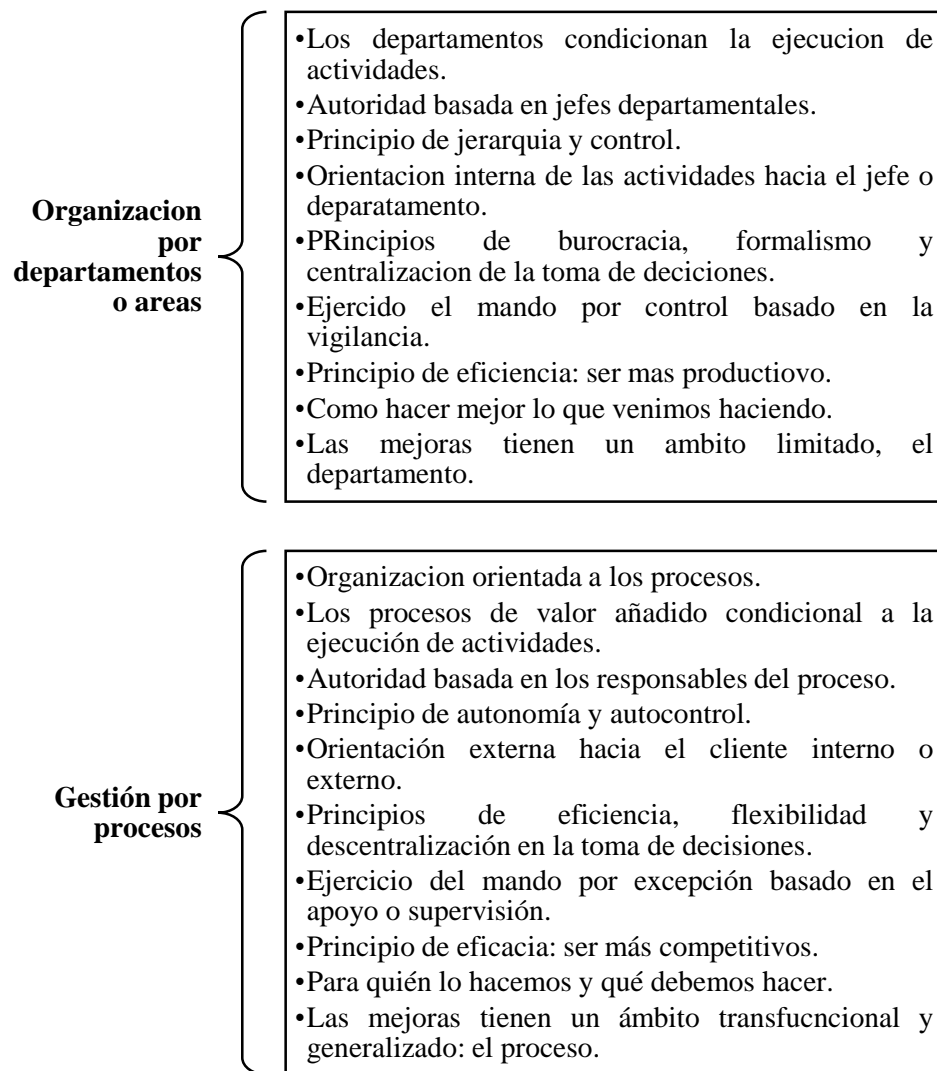 Organizacion
por
departamentos
o areas
•Los departamentos condicionan la ejecucion de
actividades.
•Autoridad basada en jefes departamentales.
•Principio de jerarquia y control.
•Orientacion interna de las actividades hacia el jefe o
deparatamento.
•PRincipios de burocracia, formalismo y
centralizacion de la toma de deciciones.
•Ejercido el mando por control basado en la
vigilancia.
•Principio de eficiencia: ser mas productiovo.
•Como hacer mejor lo que venimos haciendo.
•Las mejoras tienen un ambito limitado, el
departamento.
Gestión por
procesos
•Organizacion orientada a los procesos.
•Los procesos de valor añadido condicional a la
ejecución de actividades.
•Autoridad basada en los responsables del proceso.
•Principio de autonomía y autocontrol.
•Orientación externa hacia el cliente interno o
externo.
•Principios de eficiencia, flexibilidad y
descentralización en la toma de decisiones.
•Ejercicio del mando por excepción basado en el
apoyo o supervisión.
•Principio de eficacia: ser más competitivos.
•Para quién lo hacemos y qué debemos hacer.
•Las mejoras tienen un ámbito transfucncional y
generalizado: el proceso.